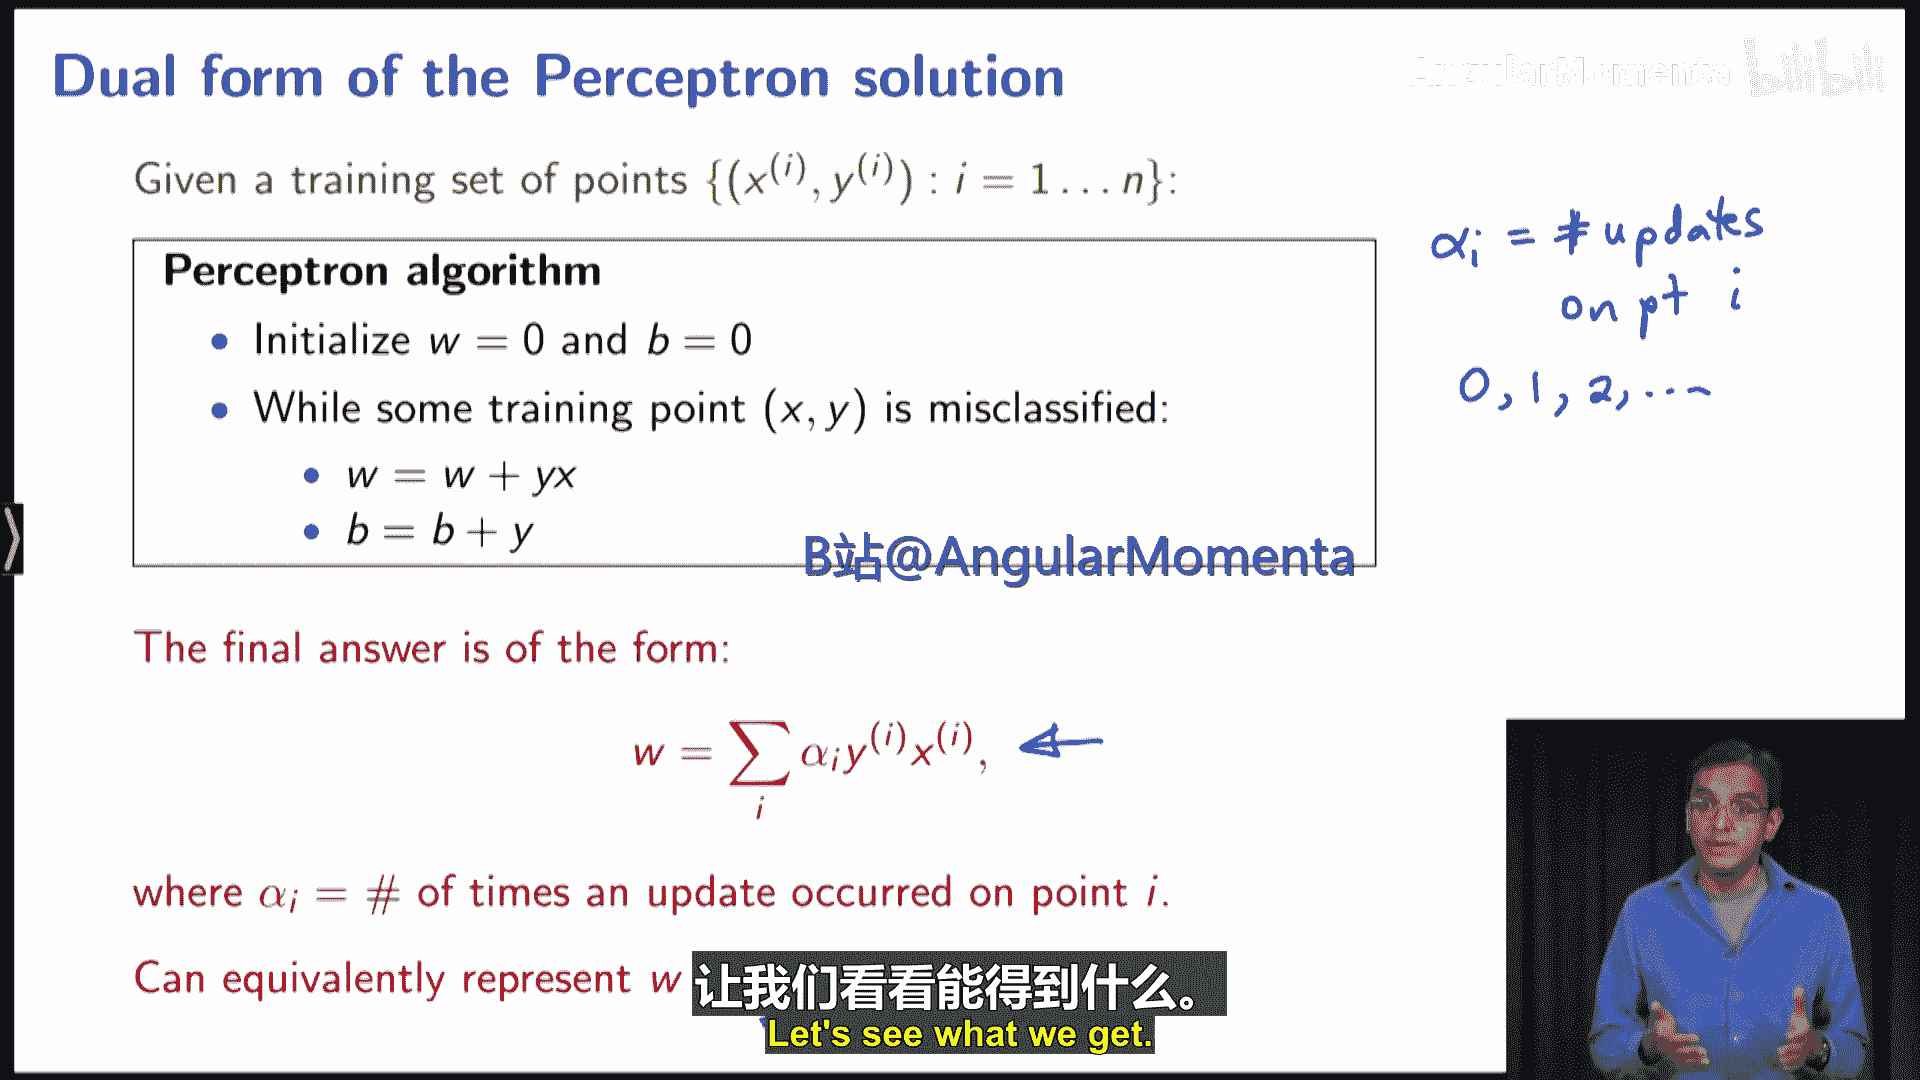 Dual form of the Perceptron solution
AngularMomenta bilibili
Given a training set of points {(x^{(i)}, y^{(i)}) : i = 1 ... n}:
Perceptron algorithm
• Initialize w = 0 and b = 0
• While some training point (x, y) is misclassified:
• w = w + yx
• b = b + y
B站@AngularMomenta
α_i = # updates
on pt i
0, 1, 2, ...
The final answer is of the form:
w = ∑_i α_i y^{(i)} x^{(i)},
where α_i = # of times an update occurred on point i.
Can equivalently represent w
让我们看看能得到什么。
Let's see what we get.